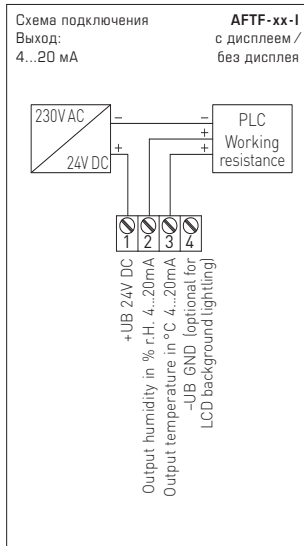 Схема подключения
Выход:
4...20 мА
AFTF-xx-I
с дисплеем /
без дисплея
230V AC
24V DC
–
+
–
+
+
PLC
Working
resistance
1
2
3
4
+UB 24V DC
Output humidity in % r.H. 4...20mA
Output temperature in °C 4...20mA
–UB GND (optional for
LCD background lightling)